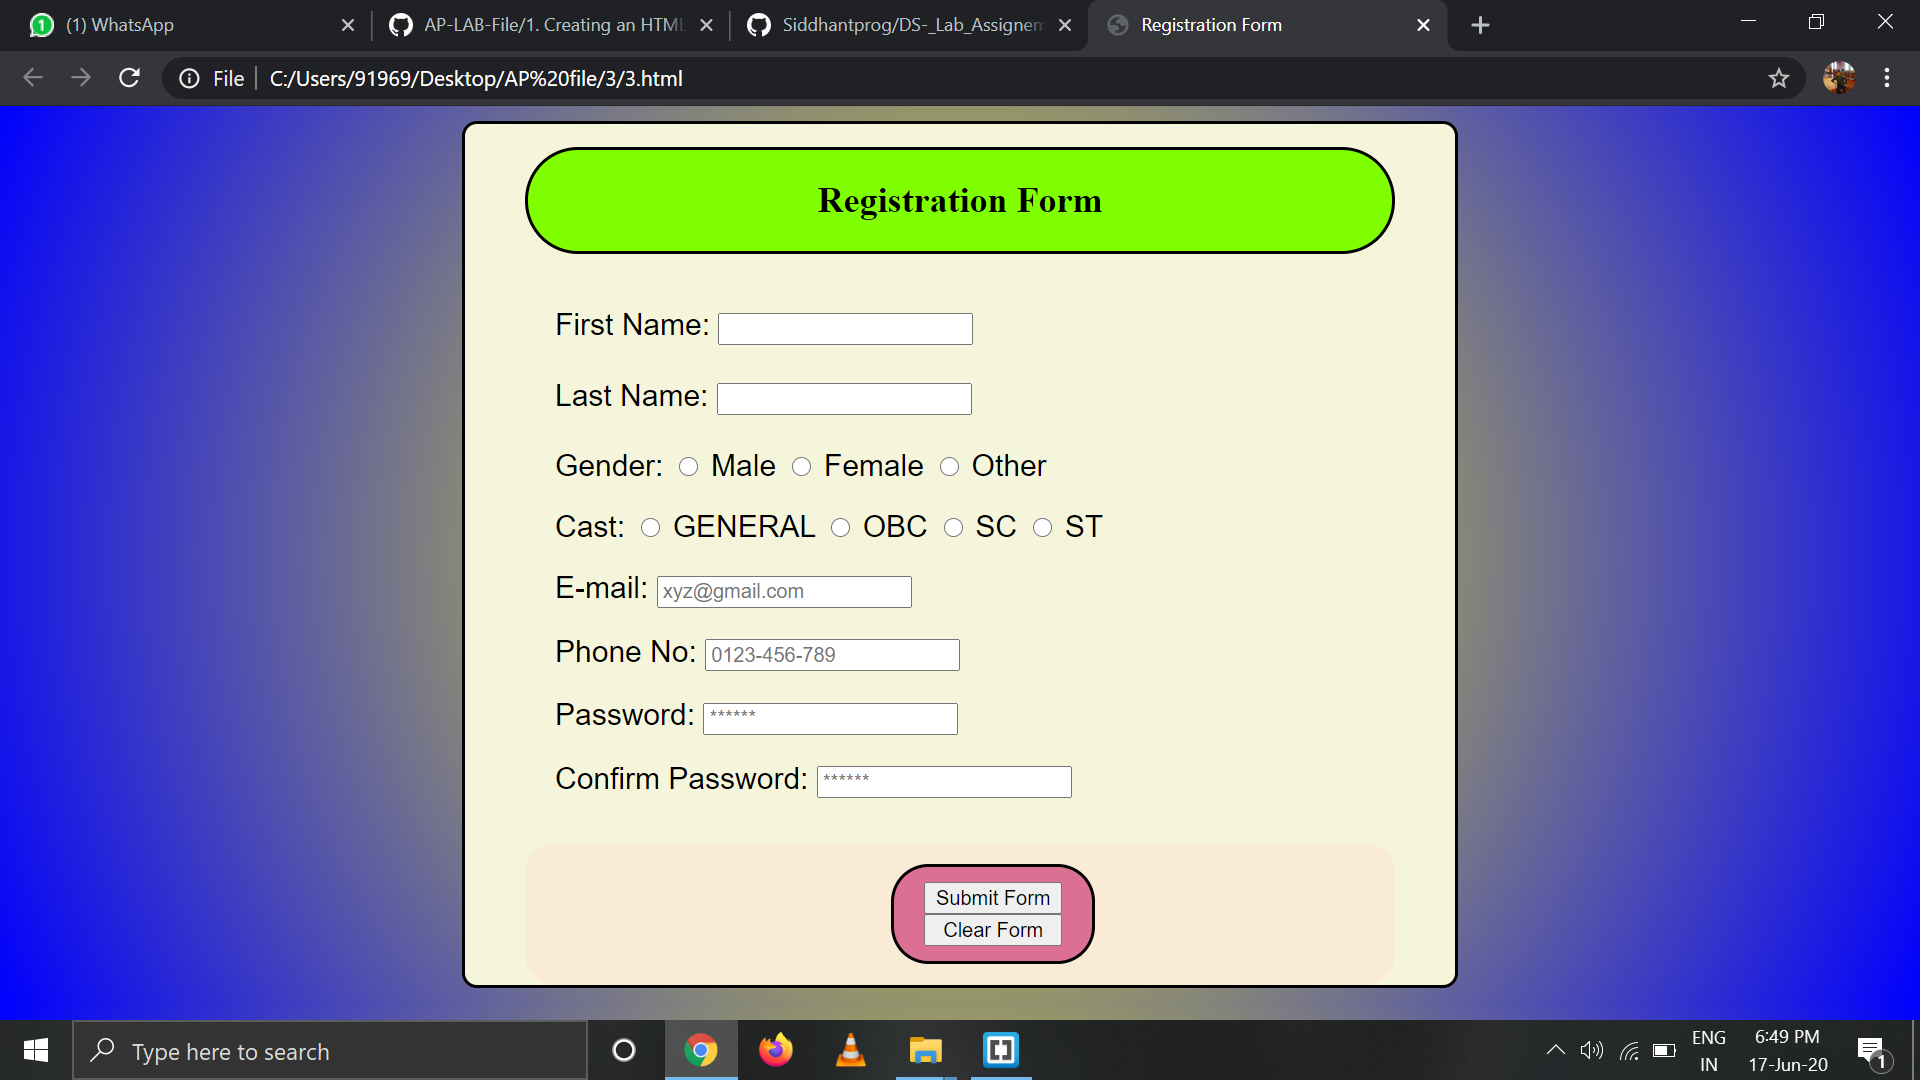 (1) WhatsApp
AP-LAB-File/1. Creating an HTML
Siddhantprog/DS-_Lab_Assignem
Registration Form
File C:/Users/91969/Desktop/AP%20file/3/3.html
Registration Form
First Name:
Last Name:
Gender: Male Female Other
Cast: GENERAL OBC SC ST
E-mail: xyz@gmail.com
Phone No: 0123-456-789
Password: ******
Confirm Password: ******
Submit Form
Clear Form
Type here to search
ENG
IN
6:49 PM
17-Jun-20
1